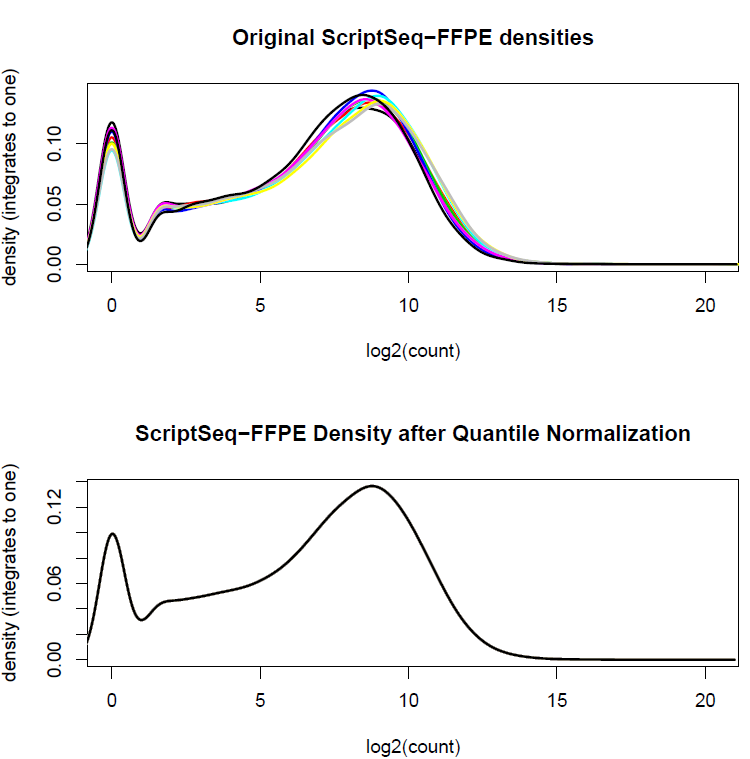 Original ScriptSeq−FFPE densities
density (integrates to one)
0.10
0.05
0.00
0
5
10
15
20
log2(count)
ScriptSeq−FFPE Density after Quantile Normalization
density (integrates to one)
0.12
0.06
0.00
0
5
10
15
20
log2(count)